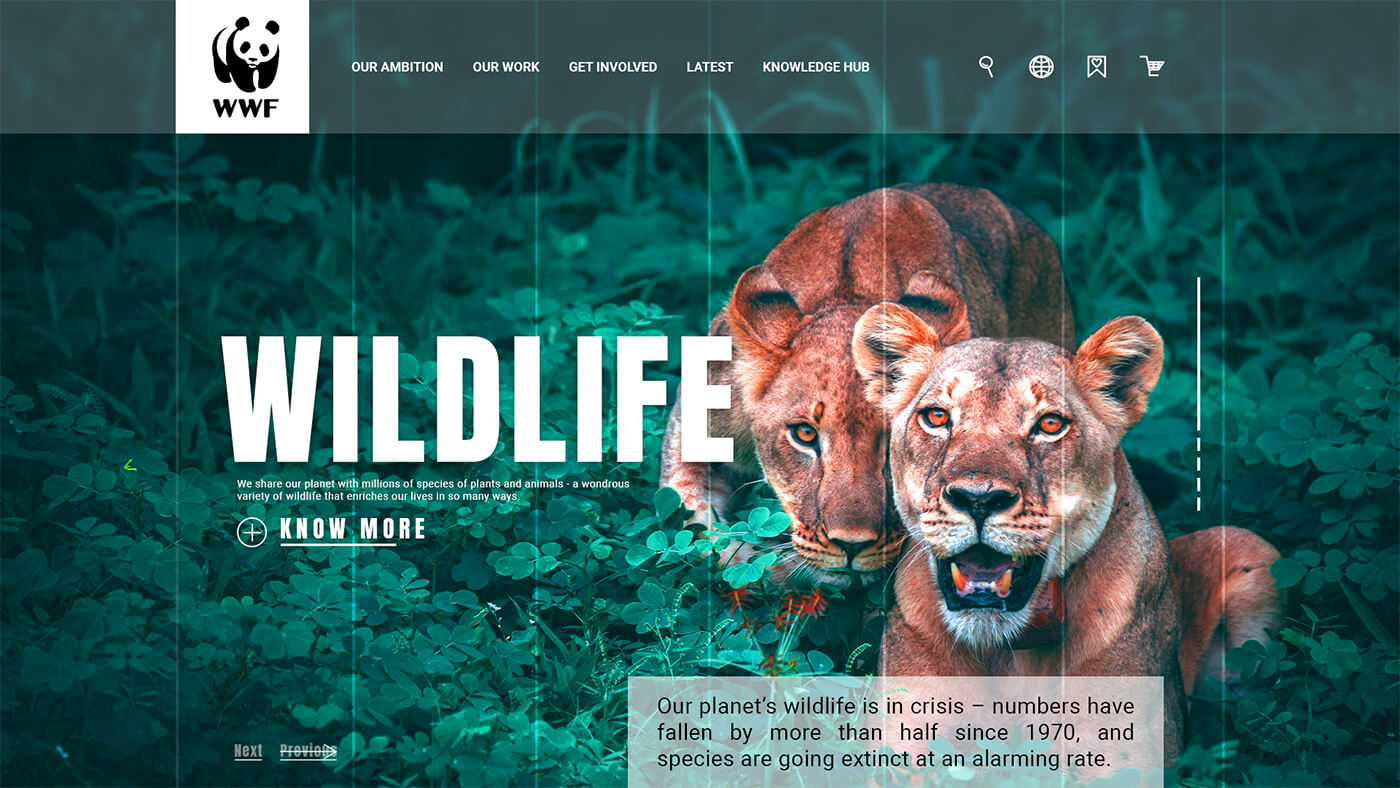 WWF
OUR AMBITION OUR WORK GET INVOLVED LATEST KNOWLEDGE HUB
WILDLIFE
We share our planet with millions of species of plants and animals - a wondrous
variety of wildlife that enriches our lives in so many ways.
KNOW MORE
Our planet’s wildlife is in crisis – numbers have
fallen by more than half since 1970, and
species are going extinct at an alarming rate.
Next Previous